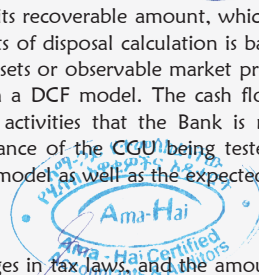 its recoverable amount, whic
ts of disposal calculation is ba
sets or observable market pr
a DCF model. The cash flo
activities that the Bank is
ance of the CGU being teste
model as well as the expected
Ama-Hai
Ama - Hai Certified
ges in tax laws, and the amou